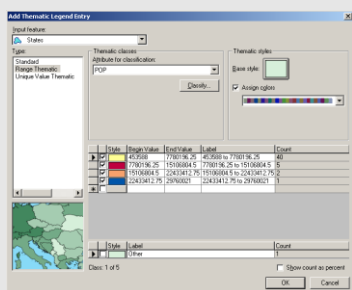 Add Thematic Legend Entry
Input feature:
States
Type:
Standard
Range Thematic
Unique Value Thematic
Thematic classes
Attribute for classification:
POP
Classify...
Thematic styles
Base style:
Assign colors
Style Begin Value End Value Label Count
453588 7780196.25 453588 to 7780196.25 40
7780196.25 15106804.5 7780196.25 to 15106804.5 5
15106804.5 22433412.75 15106804.5 to 22433412.75 2
22433412.75 29760021 22433412.75 to 29760021 1
Style Label Count
Other 1
Class: 1 of 5
Show count as percent
OK Cancel